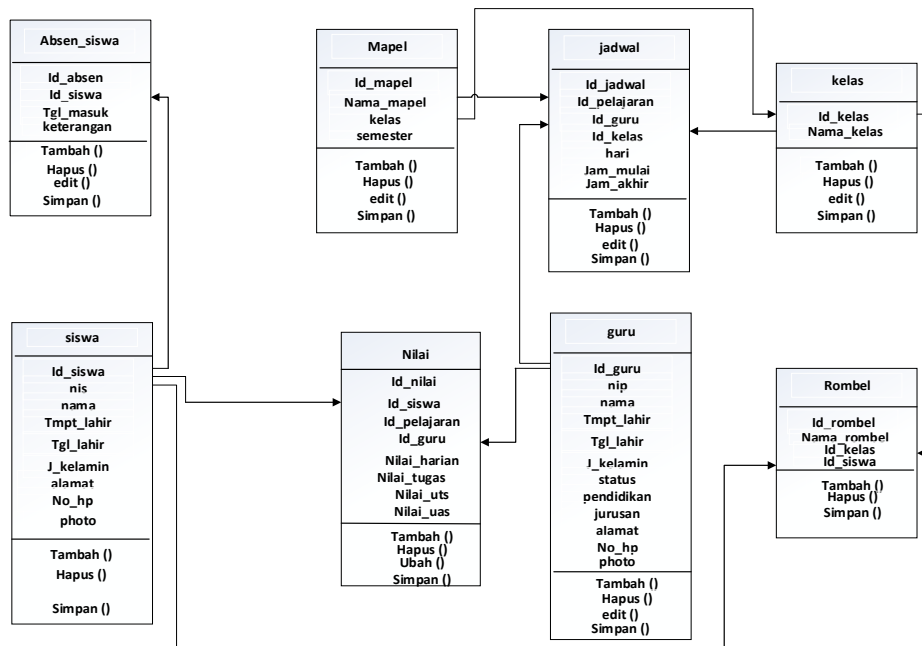 Absen_siswa
Id_absen
Id_siswa
Tgl_masuk
keterangan
Tambah ()
Hapus ()
edit ()
Simpan ()
Mapel
Id_mapel
Nama_mapel
kelas
semester
Tambah ()
Hapus ()
edit ()
Simpan ()
jadwal
Id_jadwal
Id_pelajaran
Id_guru
Id_kelas
hari
Jam_mulai
Jam_akhir
Tambah ()
Hapus ()
edit ()
Simpan ()
kelas
Id_kelas
Nama_kelas
Tambah ()
Hapus ()
edit ()
Simpan ()
siswa
Id_siswa
nis
nama
Tmpt_lahir
Tgl_lahir
J_kelamin
alamat
No_hp
photo
Tambah ()
Hapus ()
Simpan ()
Nilai
Id_nilai
Id_siswa
Id_pelajaran
Id_guru
Nilai_harian
Nilai_tugas
Nilai_uts
Nilai_uas
Tambah ()
Hapus ()
Ubah ()
Simpan ()
guru
Id_guru
nip
nama
Tmpt_lahir
Tgl_lahir
J_kelamin
status
pendidikan
jurusan
alamat
No_hp
photo
Tambah ()
Hapus ()
edit ()
Simpan ()
Rombel
Id_rombel
Nama_rombel
Id_kelas
Id_siswa
Tambah ()
Hapus ()
Simpan ()